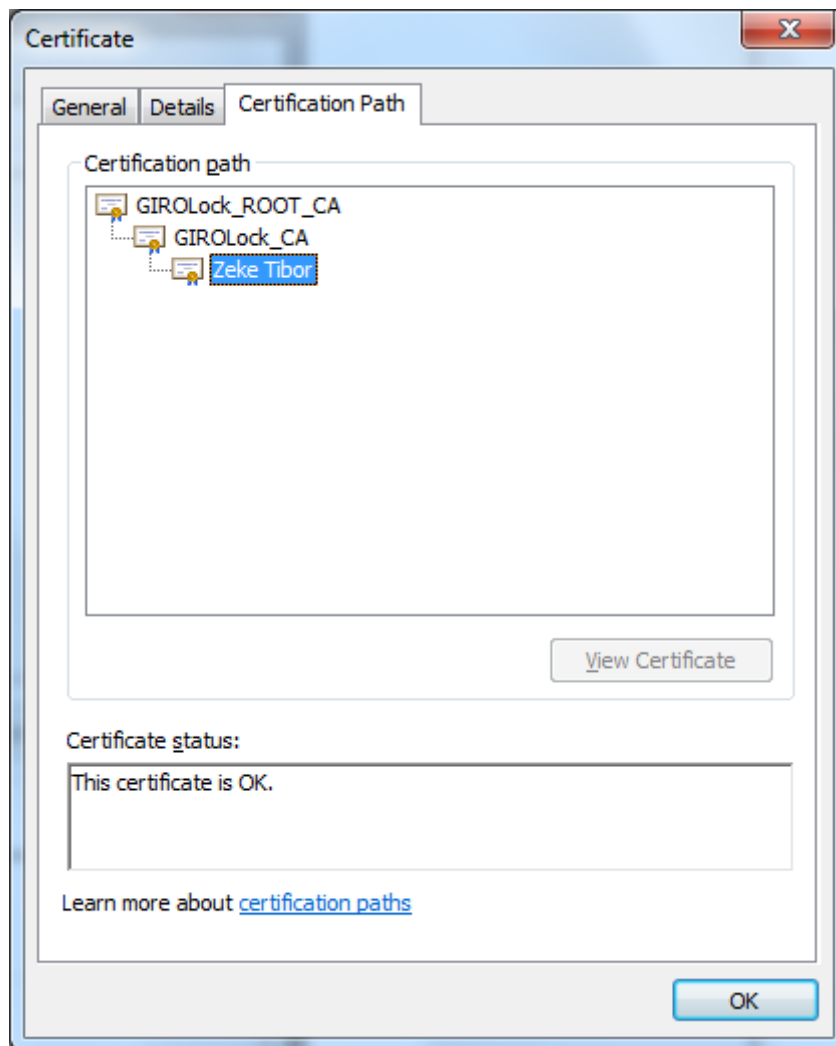 Certificate
General Details Certification Path
Certification path
GIROLock_ROOT_CA
GIROLock_CA
Zeke Tibor
View Certificate
Certificate status:
This certificate is OK.
Learn more about certification paths
OK